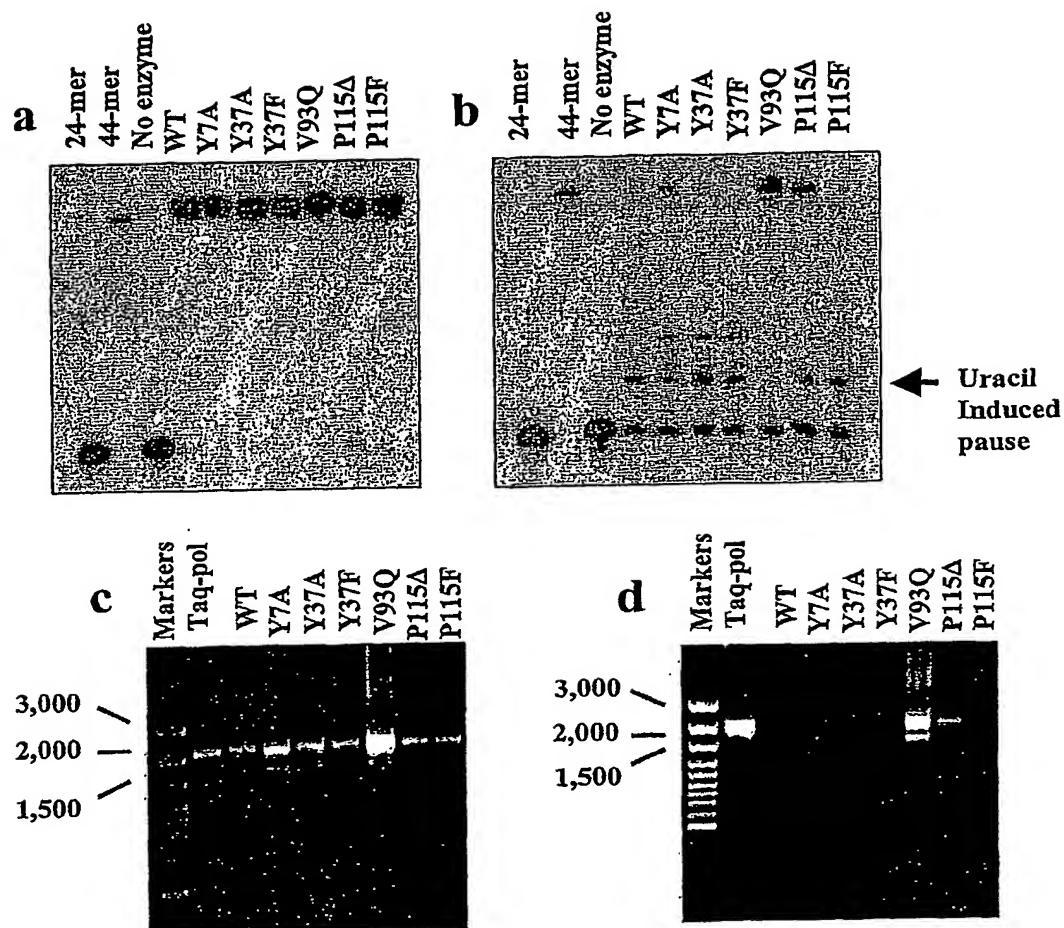 a
24-mer
44-mer
No enzyme
WT
Y7A
Y37A
Y37F
V93Q
P115Δ
P115F
b
24-mer
44-mer
No enzyme
WT
Y7A
Y37A
Y37F
V93Q
P115Δ
P115F
Uracil
Induced
pause
c
Markers
Taq-pol
WT
Y7A
Y37A
Y37F
V93Q
P115Δ
P115F
3,000
2,000
1,500
d
Markers
Taq-pol
WT
Y7A
Y37A
Y37F
V93Q
P115Δ
P115F
3,000
2,000
1,500